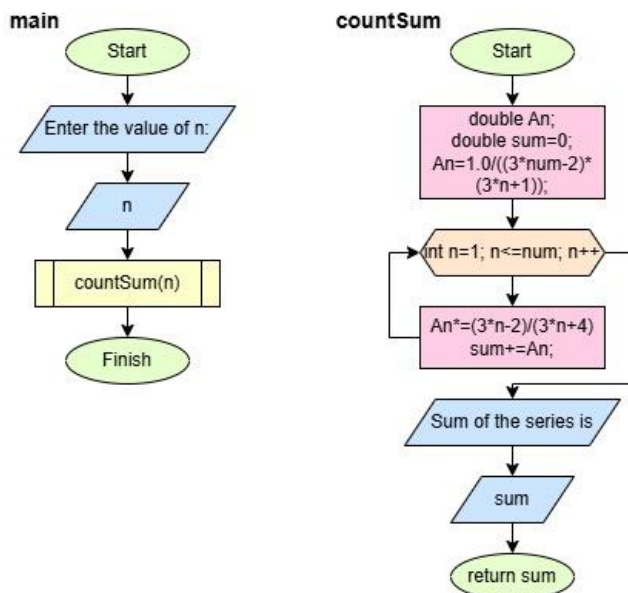 main
Start
Enter the value of n:
n
countSum(n)
Finish
countSum
Start
double An;
double sum=0;
An=1.0/((3*num-2)*
(3*n+1));
int n=1; n<=num; n++
An*=(3*n-2)/(3*n+4)
sum+=An;
Sum of the series is
sum
return sum